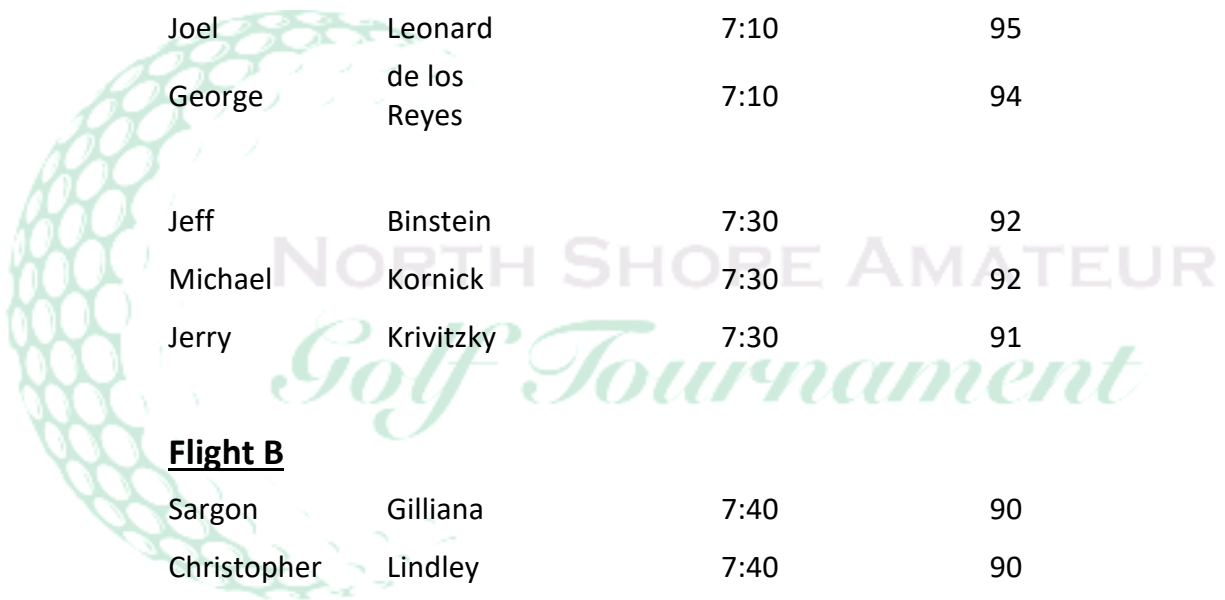 Joel Leonard 7:10 95
George de los Reyes 7:10 94
Jeff Binstein 7:30 92
NORTH SHORE AMATEUR
Michael Kornick 7:30 92
Jerry Krivitzky 7:30 91
Golf Tournament
Flight B
Sargon Gilliana 7:40 90
Christopher Lindley 7:40 90